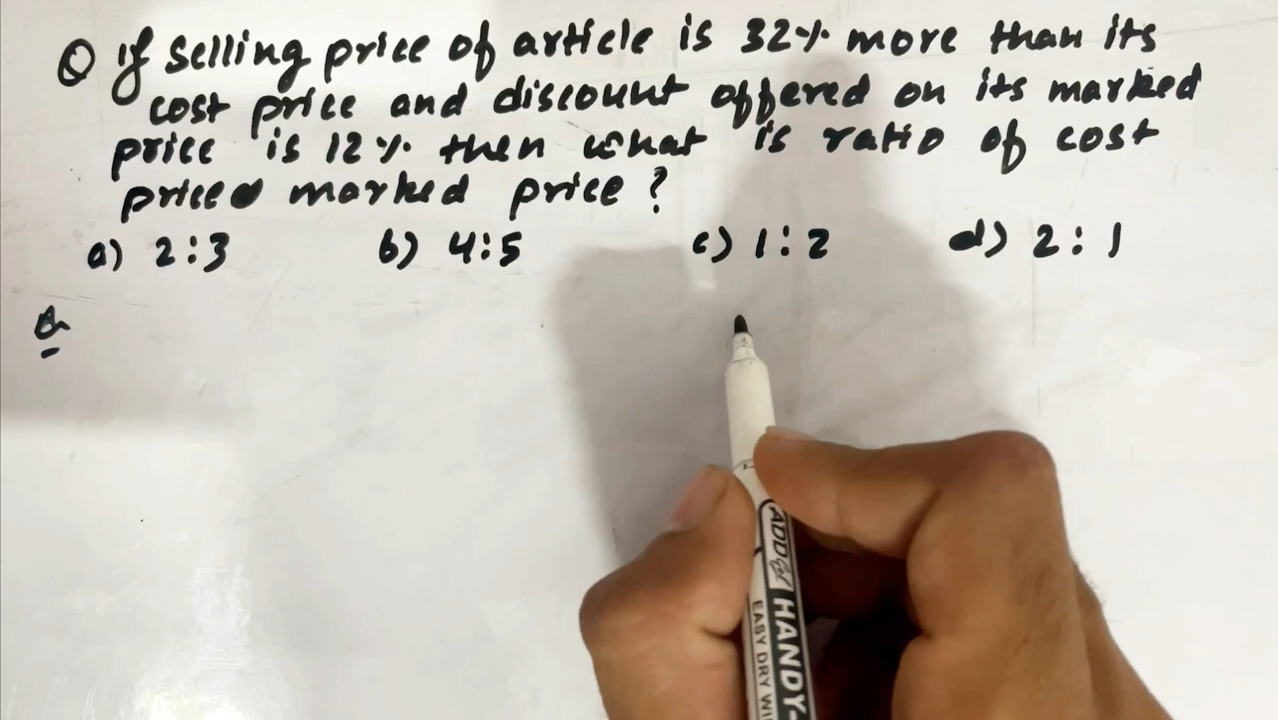 Q if selling price of article is 32% more than its
cost price and discount offered on its marked
price is 12% then what is ratio of cost
price marked price?
a) 2:3 b) 4:5 c) 1:2 d) 2:1
HANDY-
EASY DRY WI